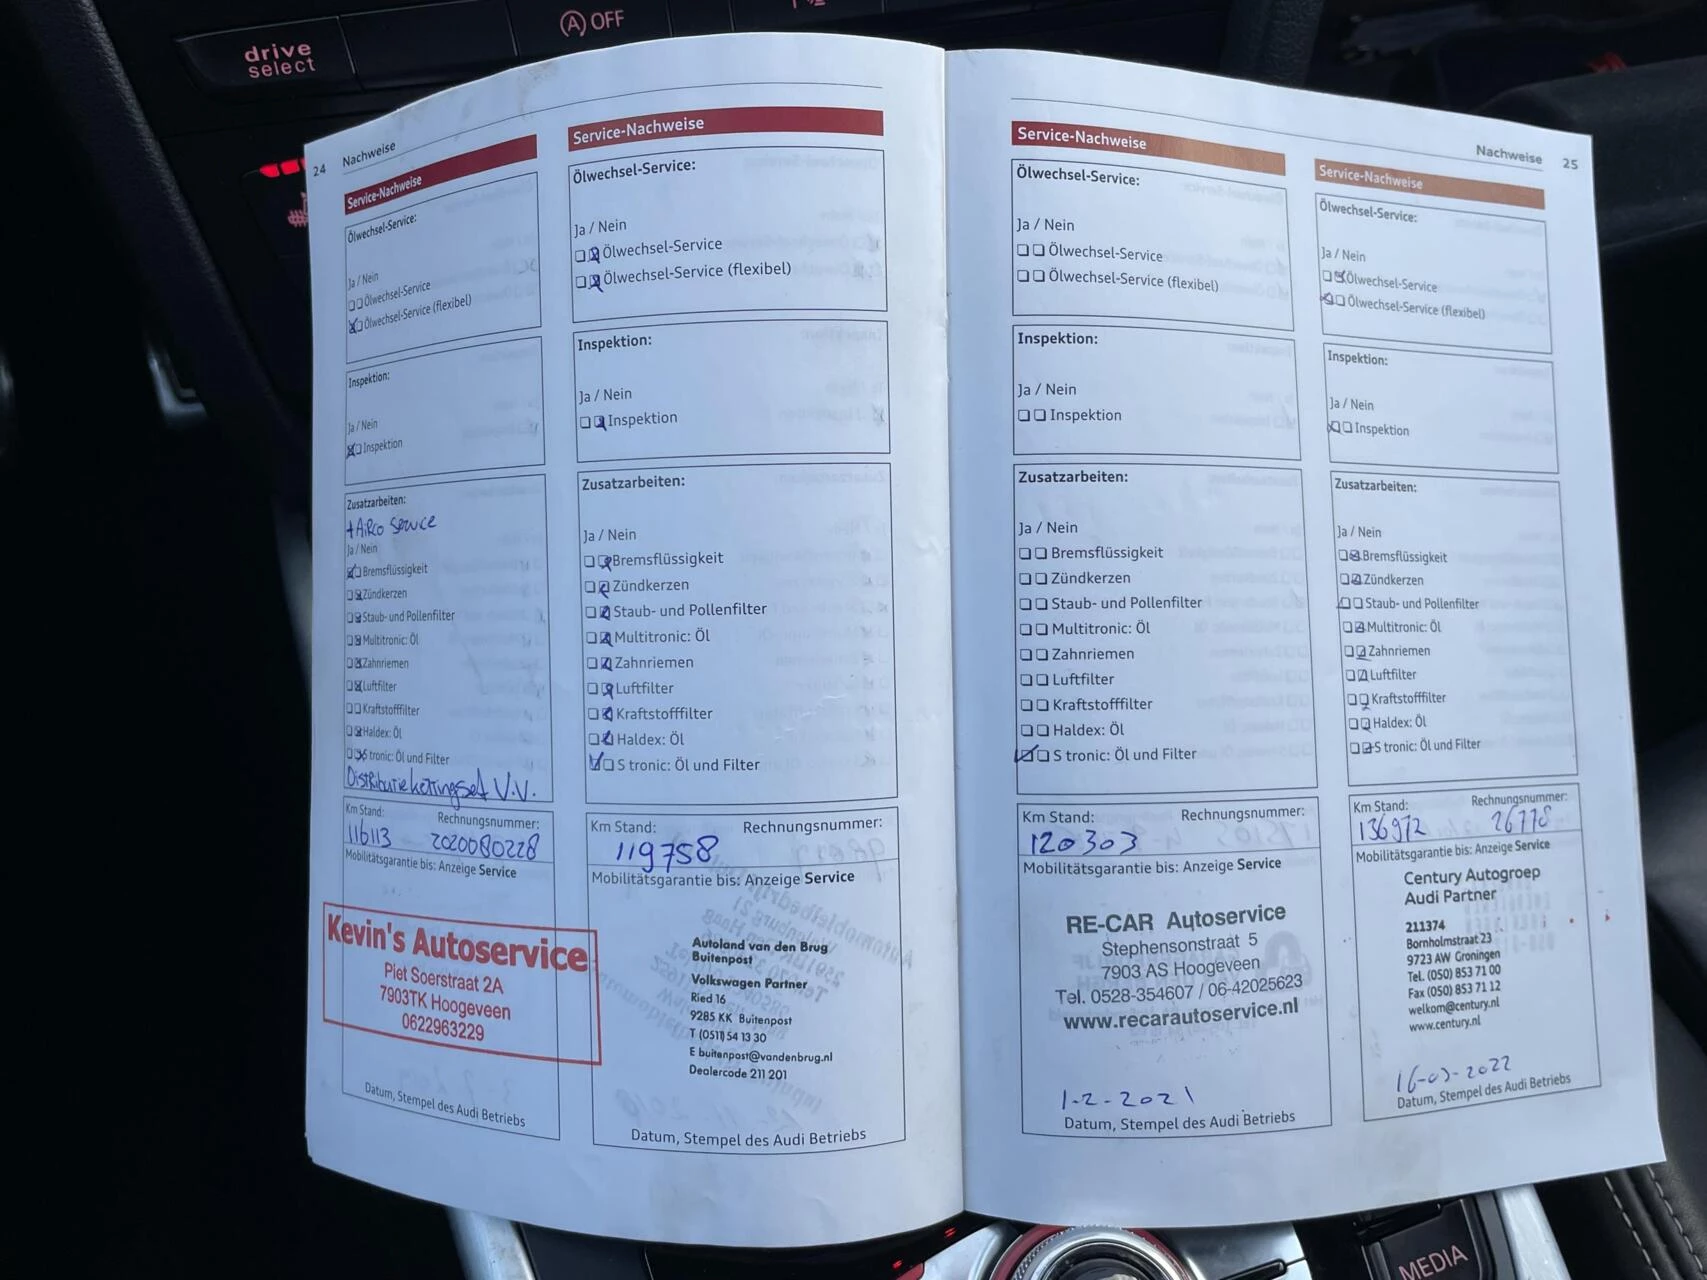 drive
select
(A) OFF
24 Nachweise
Service-Nachweise
Ölwechsel-Service:
Ja / Nein
Ölwechsel-Service
Ölwechsel-Service (flexibel)
Inspektion:
Ja / Nein
Inspektion
Zusatzarbeiten:
+ Airco Service
Ja / Nein
Bremsflüssigkeit
Zündkerzen
Staub- und Pollenfilter
Multitronic: Öl
Zahnriemen
Luftfilter
Kraftstofffilter
Haldex: Öl
S tronic: Öl und Filter
Distributiekettingset V.V.
Km Stand: Rechnungsnummer:
116113 2020080228
Mobilitätsgarantie bis: Anzeige Service
Kevin's Autoservice
Piet Soerstraat 2A
7903TK Hoogeveen
0622963229
Datum, Stempel des Audi Betriebs
Service-Nachweise
Ölwechsel-Service:
Ja / Nein
Ölwechsel-Service
Ölwechsel-Service (flexibel)
Inspektion:
Ja / Nein
Inspektion
Zusatzarbeiten:
Ja / Nein
Bremsflüssigkeit
Zündkerzen
Staub- und Pollenfilter
Multitronic: Öl
Zahnriemen
Luftfilter
Kraftstofffilter
Haldex: Öl
S tronic: Öl und Filter
Km Stand: Rechnungsnummer:
119758
Mobilitätsgarantie bis: Anzeige Service
Autoland van den Brug
Buitenpost
Volkswagen Partner
Ried 16
9285 KK Buitenpost
T (0511) 54 13 30
E buitenpost@vandenbrug.nl
Dealercode 211 201
Datum, Stempel des Audi Betriebs
Service-Nachweise
Ölwechsel-Service:
Ja / Nein
Ölwechsel-Service
Ölwechsel-Service (flexibel)
Inspektion:
Ja / Nein
Inspektion
Zusatzarbeiten:
Ja / Nein
Bremsflüssigkeit
Zündkerzen
Staub- und Pollenfilter
Multitronic: Öl
Zahnriemen
Luftfilter
Kraftstofffilter
Haldex: Öl
S tronic: Öl und Filter
Km Stand: Rechnungsnummer:
120303
Mobilitätsgarantie bis: Anzeige Service
RE-CAR Autoservice
Stephensonstraat 5
7903 AS Hoogeveen
Tel. 0528-354607 / 06-42025623
www.recarautoservice.nl
1-2-2021
Datum, Stempel des Audi Betriebs
Nachweise 25
Service-Nachweise
Ölwechsel-Service:
Ja / Nein
Ölwechsel-Service
Ölwechsel-Service (flexibel)
Inspektion:
Ja / Nein
Inspektion
Zusatzarbeiten:
Ja / Nein
Bremsflüssigkeit
Zündkerzen
Staub- und Pollenfilter
Multitronic: Öl
Zahnriemen
Luftfilter
Kraftstofffilter
Haldex: Öl
S tronic: Öl und Filter
Km Stand: Rechnungsnummer:
136972 26778
Mobilitätsgarantie bis: Anzeige Service
Century Autogroep
Audi Partner
211374
Bornholmstraat 23
9723 AW Groningen
Tel. (050) 853 71 00
Fax (050) 853 71 12
welkom@century.nl
www.century.nl
16-03-2022
Datum, Stempel des Audi Betriebs
MEDIA